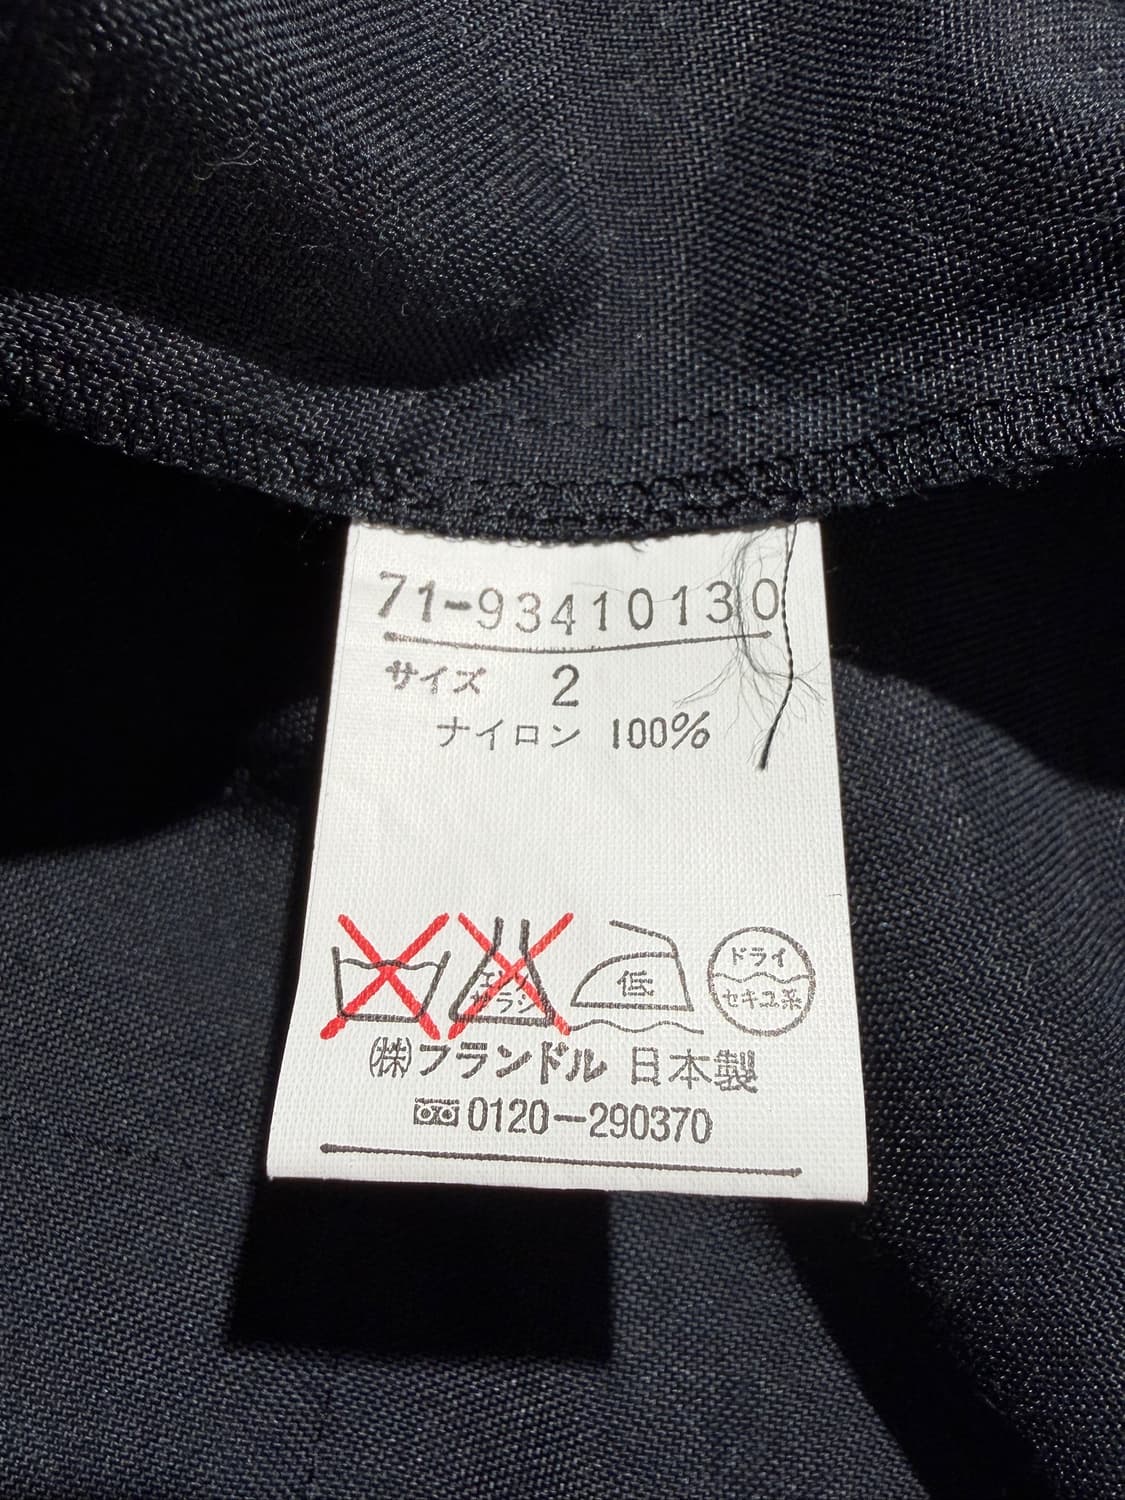 71-934101300
サイズ 2
ナイロン 100%
エンソ サラシ
低
ドライ
セキユ系
㈱フランドル 日本製
0120-290370